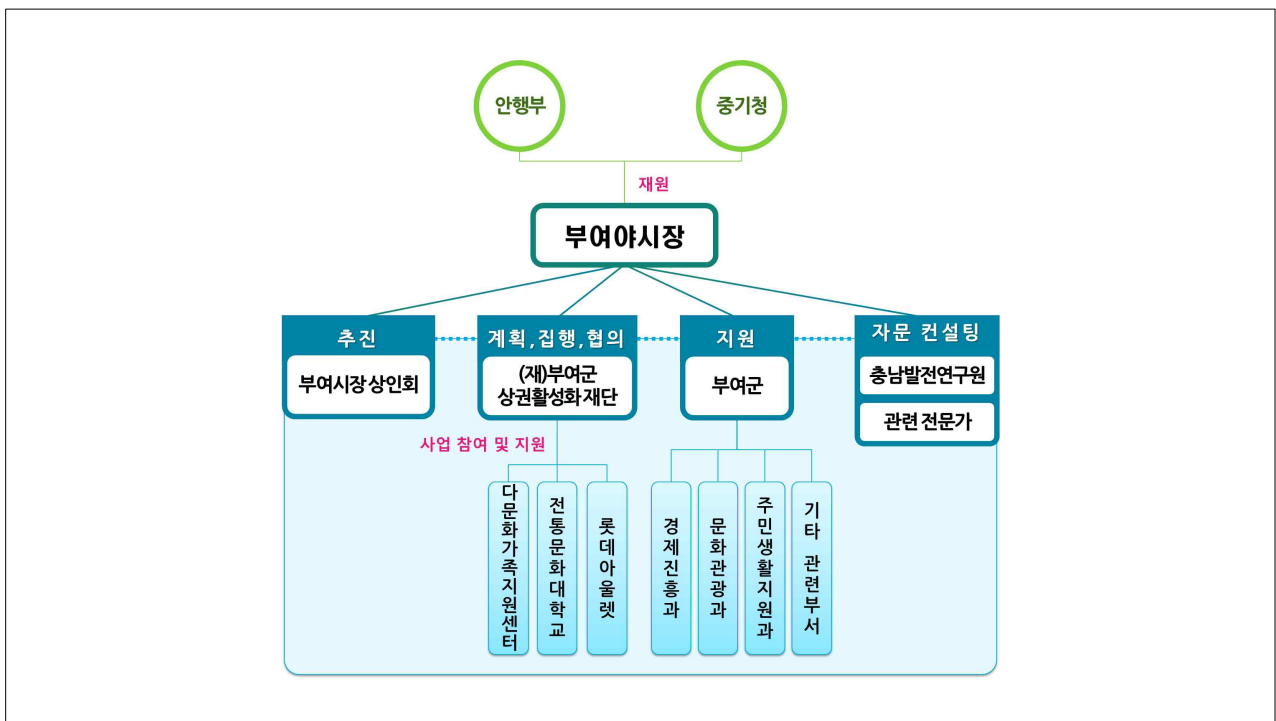 안행부
중기청
재원
부여야시장
추진
부여시장 상인회
계획,집행,협의
(재)부여군
상권활성화 재단
지원
부여군
자문 컨설팅
충남발전연구원
관련 전문가
사업 참여 및 지원
다문화가족지원센터
전통문화대학교
롯데아울렛
경제진흥과
문화관광과
주민생활지원과
기타 관련부서